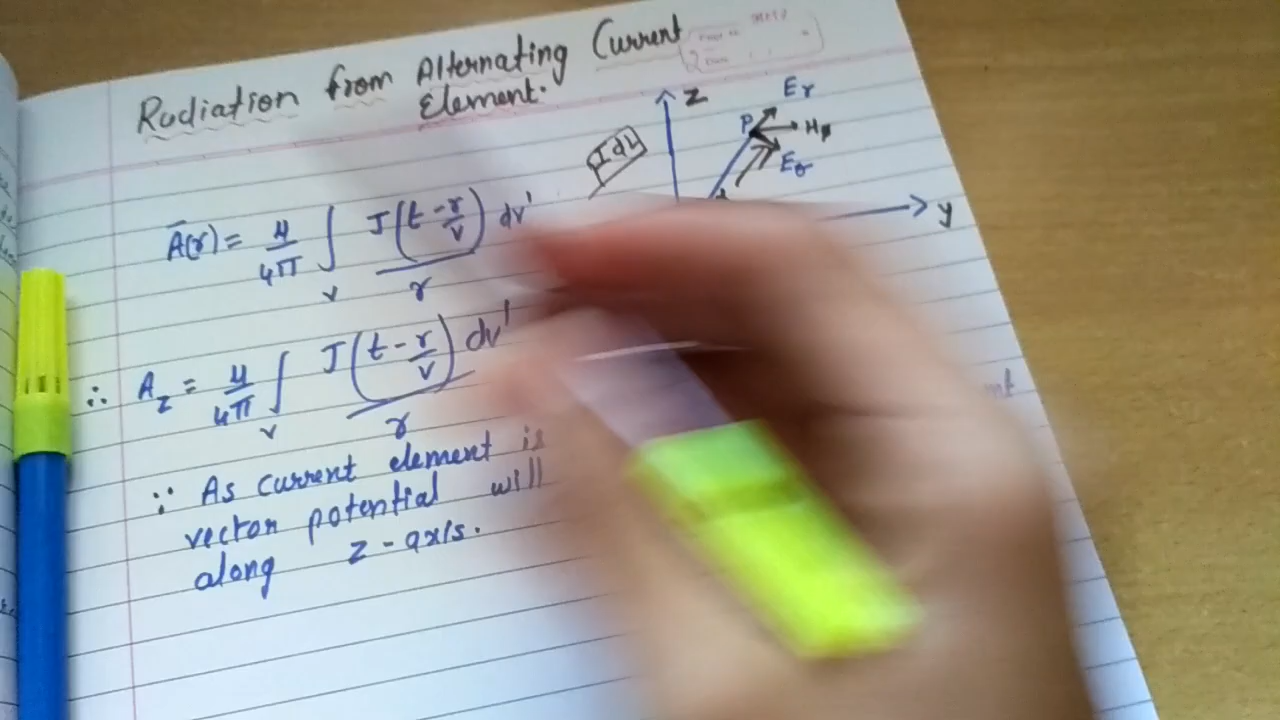 Radiation from Alternating Current
Element.
Idl
z
Er
P
Hφ
Eθ
y
A̅(r) = μ/4π ∫v J(t - r/v)/r dv'
∴ Az = μ/4π ∫v J(t - r/v)/r dv'
∵ As current element is
vector potential will
along z-axis.